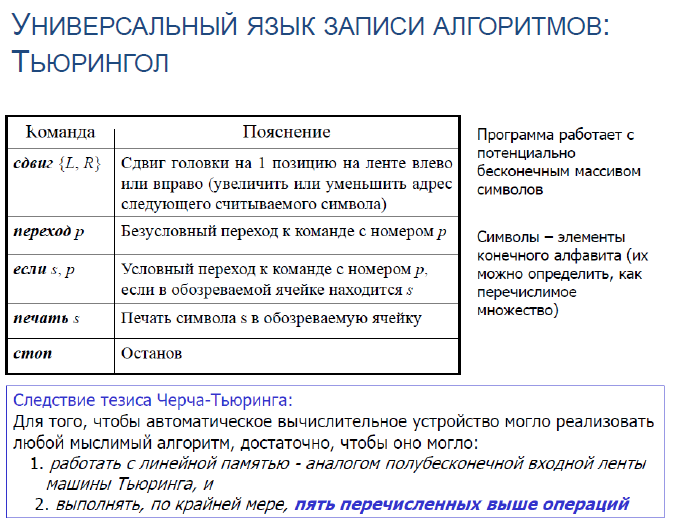 Универсальный язык записи алгоритмов:
Тьюрингол
Команда Пояснение
сдвиг {L, R} Сдвиг головки на 1 позицию на ленте влево
или вправо (увеличить или уменьшить адрес
следующего считываемого символа)
переход p Безусловный переход к команде с номером p
если s, p Условный переход к команде с номером p,
если в обозреваемой ячейке находится s
печать s Печать символа s в обозреваемую ячейку
стоп Останов
Программа работает с
потенциально
бесконечным массивом
символов
Символы – элементы
конечного алфавита (их
можно определить, как
перечислимое
множество)
Следствие тезиса Черча-Тьюринга:
Для того, чтобы автоматическое вычислительное устройство могло реализовать
любой мыслимый алгоритм, достаточно, чтобы оно могло:
1. работать с линейной памятью - аналогом полубесконечной входной ленты
машины Тьюринга, и
2. выполнять, по крайней мере, пять перечисленных выше операций